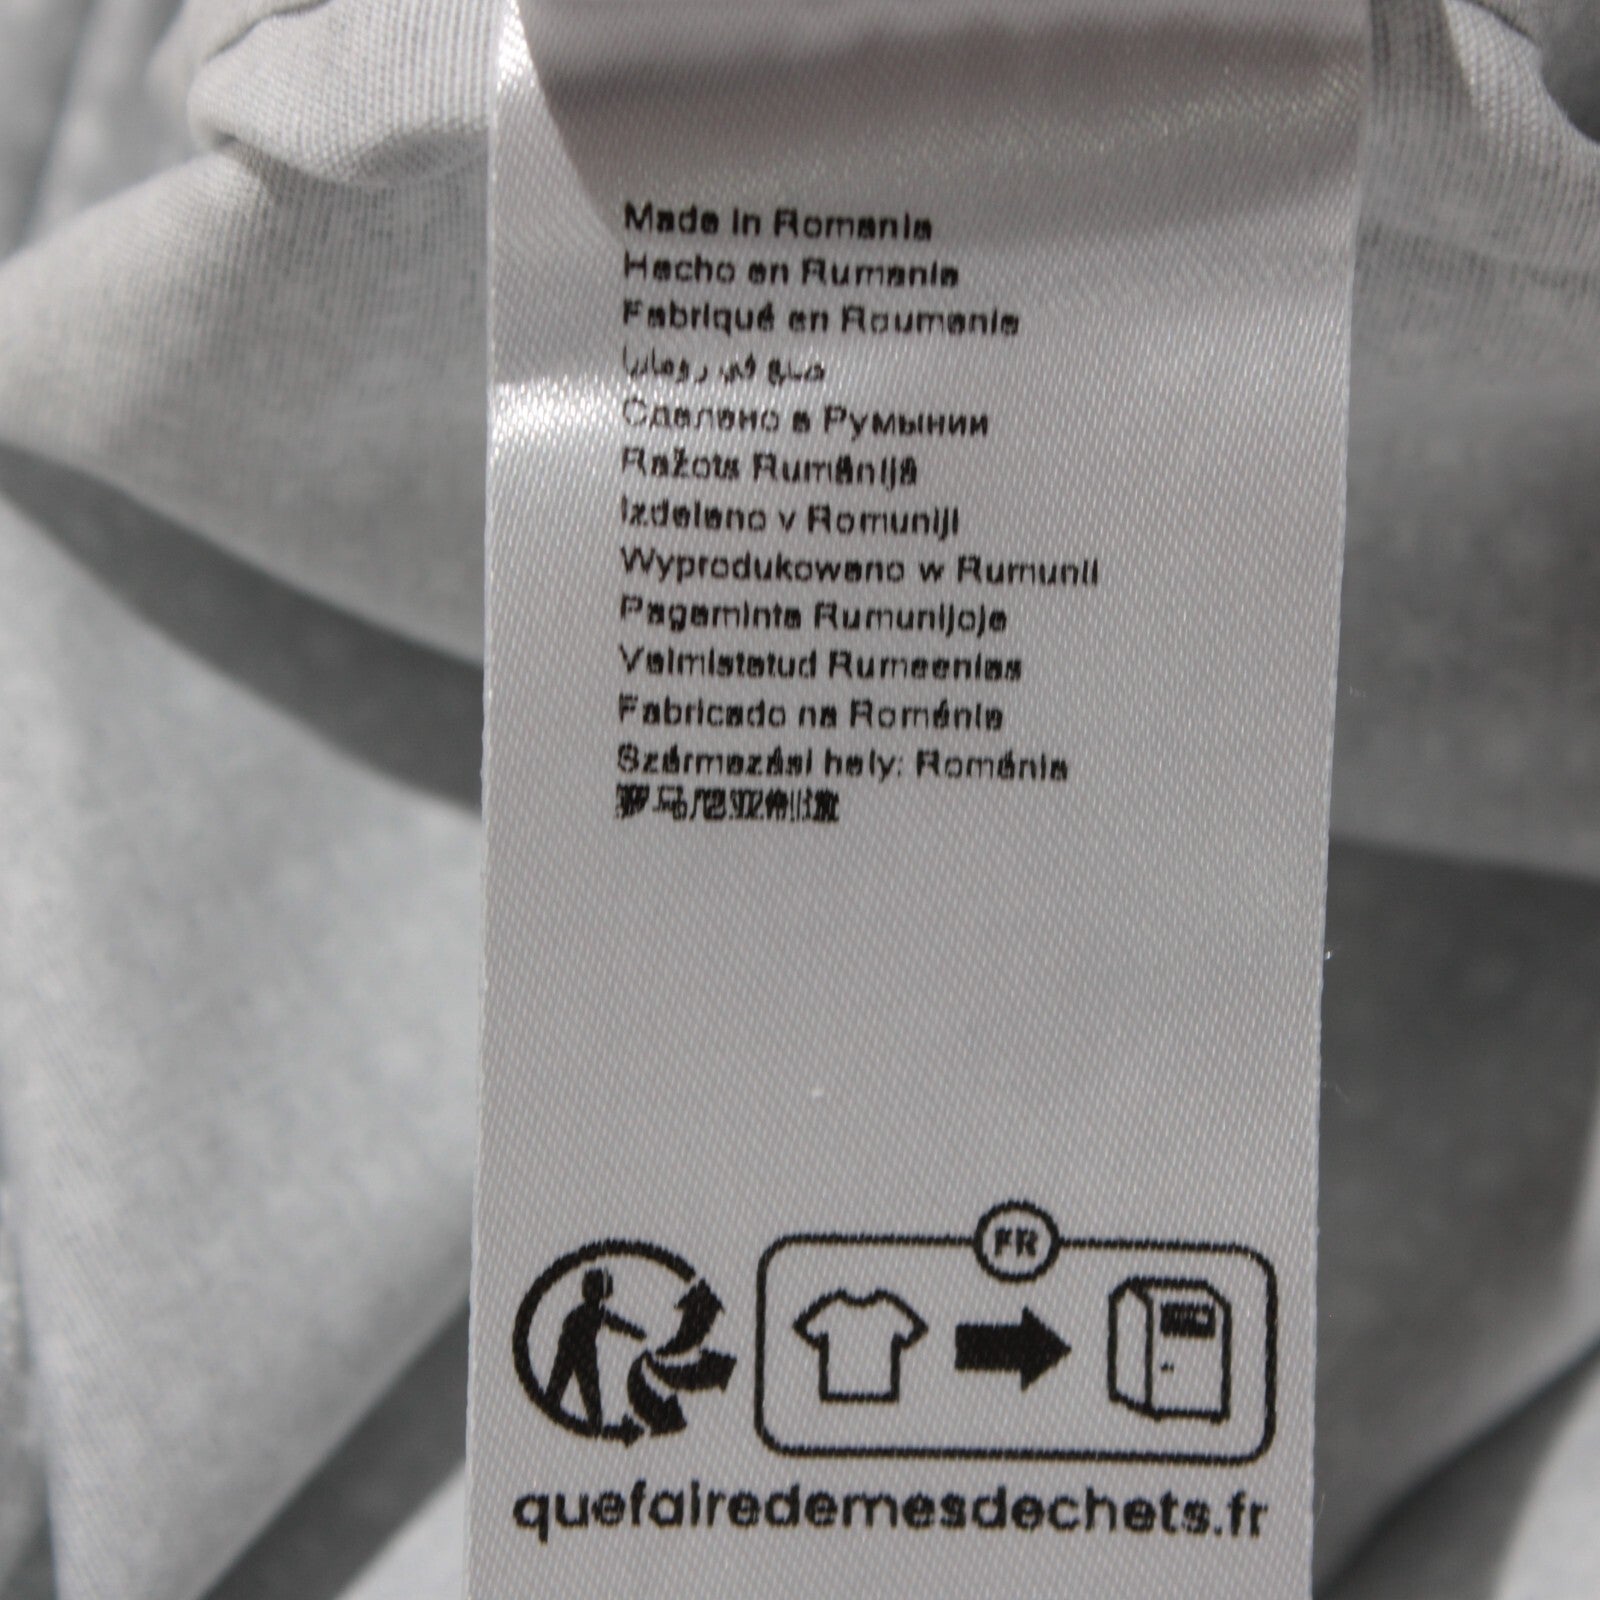 Made in Romania
Hecho en Rumania
Fabriqué en Roumanie
صنع في رومانيا
Сделано в Румынии
Ražots Rumānijā
Izdelano v Romuniji
Wyprodukowano w Rumunii
Pagaminta Rumunijoje
Valmistatud Rumeenias
Fabricado na Roménia
Származási hely: Románia
罗马尼亚制造
FR
quefairedemesdechets.fr